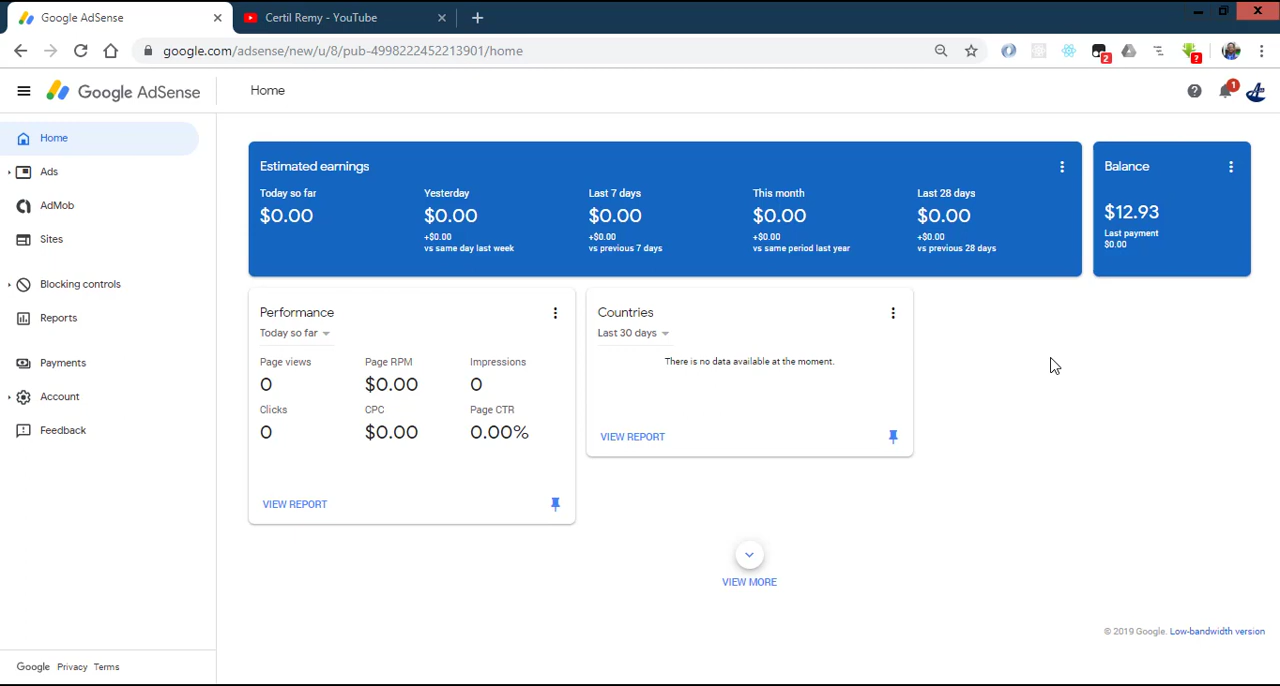 Google AdSense
Certil Remy - YouTube
google.com/adsense/new/u/8/pub-4998222452213901/home
2
?
Google AdSense
Home
1
Home
Ads
AdMob
Sites
Blocking controls
Reports
Payments
Account
Feedback
Estimated earnings
Today so far
Yesterday
Last 7 days
This month
Last 28 days
$0.00
$0.00
$0.00
$0.00
$0.00
+$0.00
+$0.00
+$0.00
+$0.00
vs same day last week
vs previous 7 days
vs same period last year
vs previous 28 days
Balance
$12.93
Last payment
$0.00
Performance
Today so far
Page views
Page RPM
Impressions
0
$0.00
0
Clicks
CPC
Page CTR
0
$0.00
0.00%
VIEW REPORT
Countries
Last 30 days
There is no data available at the moment.
VIEW REPORT
VIEW MORE
© 2019 Google. Low-bandwidth version
Google Privacy Terms